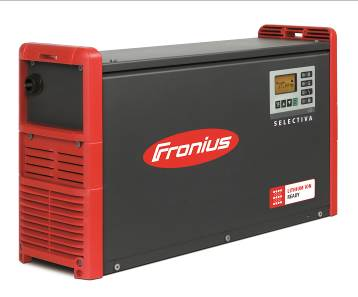 Fronius
SELECTIVA
LITHIUM ION
READY